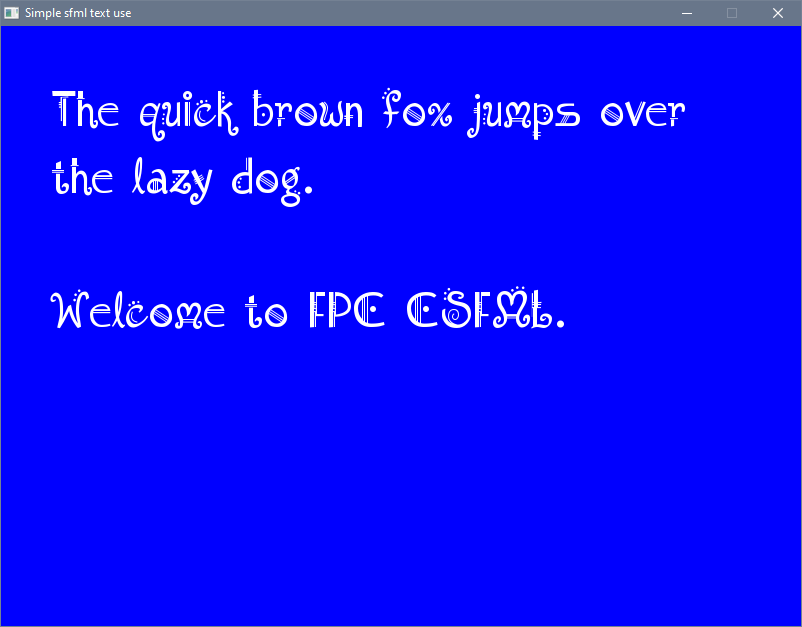 Simple sfml text use
The quick brown fox jumps over
the lazy dog.
Welcome to FPC CSFML.